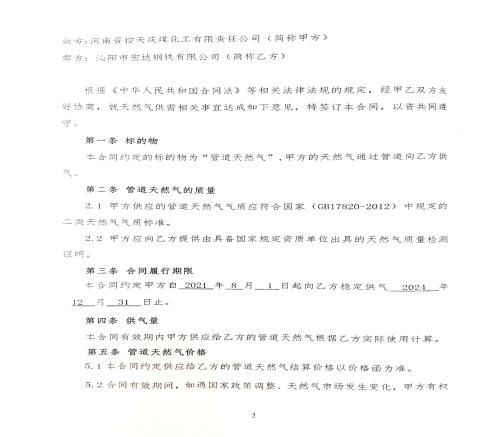 供方:河南晋控天庆煤化工有限责任公司（简称甲方）
需方：沁阳市宏达钢铁有限公司（简称乙方）
根据《中华人民共和国合同法》等相关法律法规的规定，经甲乙双方友
好协商，就天然气供需相关事宜达成如下意见，特签订本合同，以资共同遵
守。
第一条 标的物
本合同约定的标的物为“管道天然气”,甲方的天然气通过管道向乙方供
气。
第二条 管道天然气的质量
2.1 甲方供应的管道天然气气质应符合国家（GB17820-2012）中规定的
二类天然气气质标准。
2.2 甲方应向乙方提供由具备国家规定资质单位出具的天然气质量检测
证明。
第三条 合同履行期限
本合同约定甲方自 2021 年 8 月 1 日起向乙方稳定供气 2024 年
12 月 31 日止。
第四条 供气量
本合同有效期内甲方供应给乙方的管道天然气根据乙方实际使用计算。
第五条 管道天然气价格
5.1 本合同约定供应给乙方的管道天然气结算价格以价格函为准。
5.2 合同有效期间，如遇国家政策调整、天然气市场发生变化，甲方有权
2